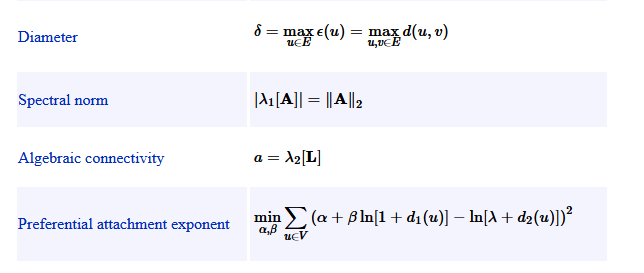 Diameter δ = max_{u∈E} ϵ(u) = max_{u,v∈E} d(u, v)
Spectral norm |λ₁[𝐀]| = ‖𝐀‖₂
Algebraic connectivity a = λ₂[𝐋]
Preferential attachment exponent min_{α,β} ∑_{u∈V} (α + β ln[1 + d₁(u)] − ln[λ + d₂(u)])²